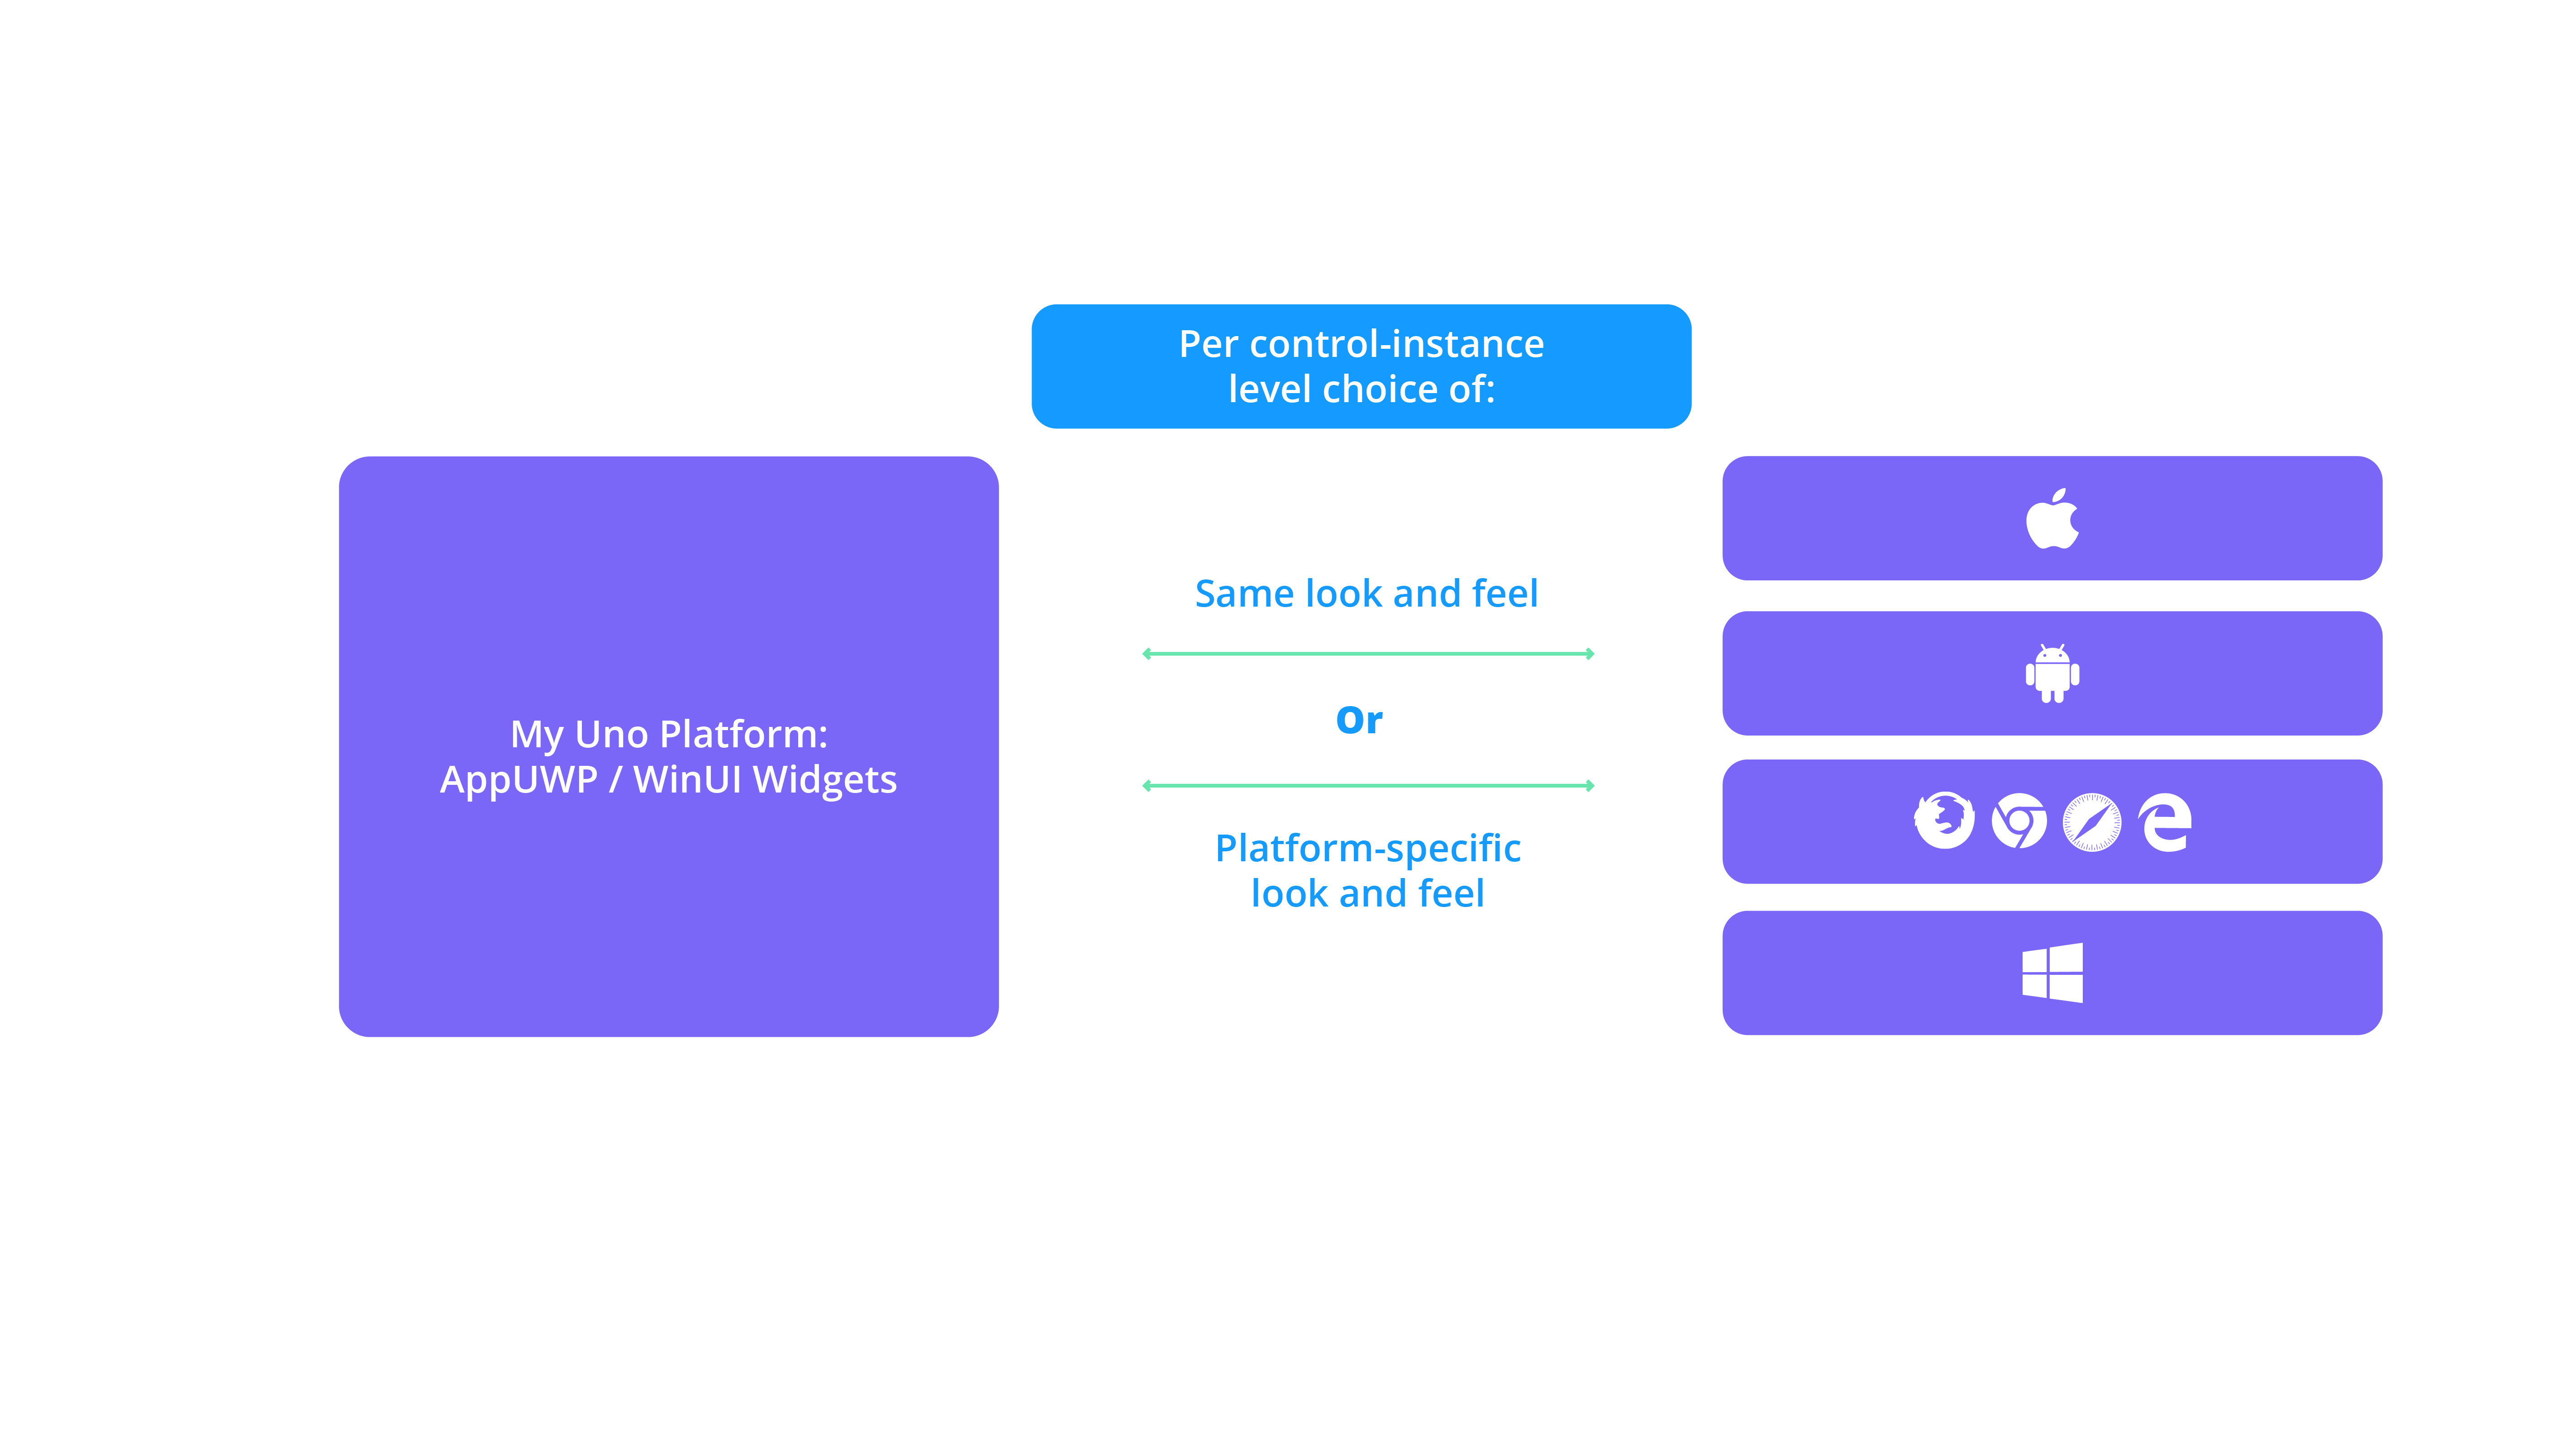 Per control-instance
level choice of:
My Uno Platform:
AppUWP / WinUI Widgets
Same look and feel
Or
Platform-specific
look and feel